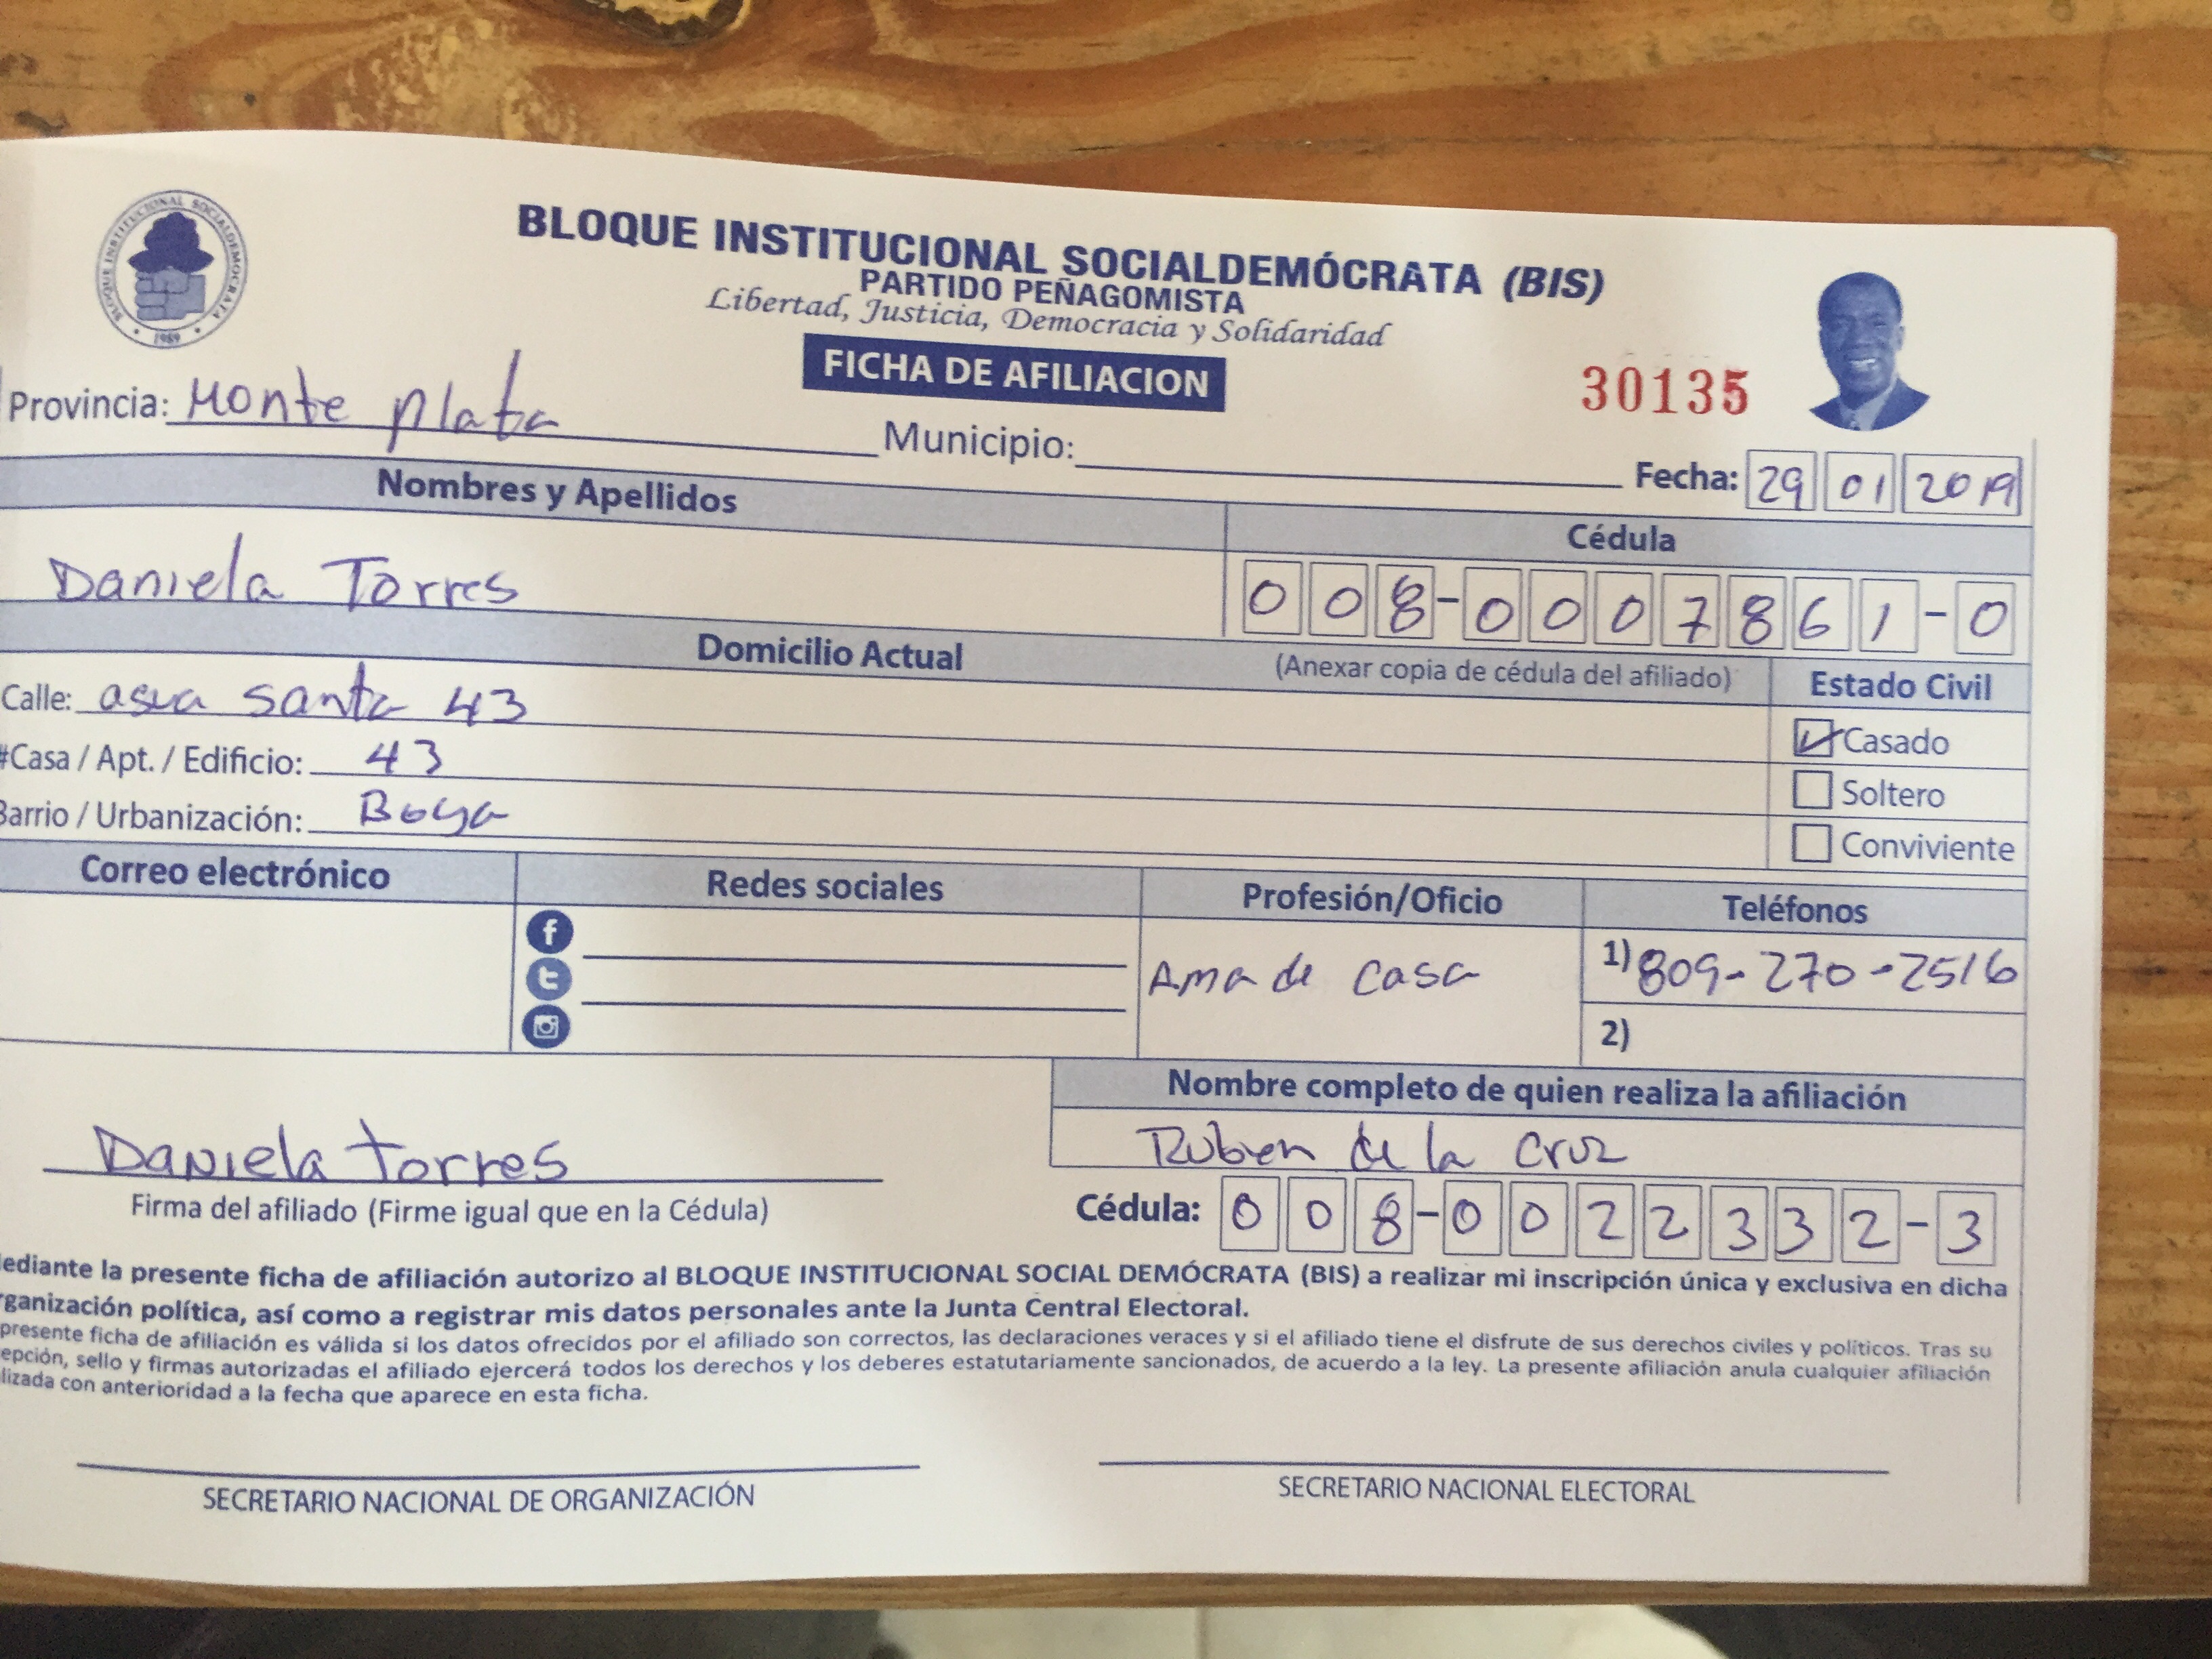 BLOQUE INSTITUCIONAL SOCIALDEMOCRATA
1989
BLOQUE INSTITUCIONAL SOCIALDEMÓCRATA (BIS)
PARTIDO PEÑAGOMISTA
Libertad, Justicia, Democracia y Solidaridad
FICHA DE AFILIACION
30135
Provincia: Monte plata Municipio:
Fecha: 29 01 2019
Nombres y Apellidos Cédula
Daniela Torres 008-0007861-0
Domicilio Actual (Anexar copia de cédula del afiliado) Estado Civil
Calle: asua santa 43 Casado
#Casa / Apt. / Edificio: 43 Soltero
Barrio / Urbanización: Boya Conviviente
Correo electrónico Redes sociales Profesión/Oficio Teléfonos
Ama de casa 1) 809-270-2516
2)
Nombre completo de quien realiza la afiliación
Ruben de la Cruz
Daniela torres
Firma del afiliado (Firme igual que en la Cédula) Cédula: 008-0022332-3
ediante la presente ficha de afiliación autorizo al BLOQUE INSTITUCIONAL SOCIAL DEMÓCRATA (BIS) a realizar mi inscripción única y exclusiva en dicha
rganización política, así como a registrar mis datos personales ante la Junta Central Electoral.
presente ficha de afiliación es válida si los datos ofrecidos por el afiliado son correctos, las declaraciones veraces y si el afiliado tiene el disfrute de sus derechos civiles y políticos. Tras su
epción, sello y firmas autorizadas el afiliado ejercerá todos los derechos y los deberes estatutariamente sancionados, de acuerdo a la ley. La presente afiliación anula cualquier afiliación
lizada con anterioridad a la fecha que aparece en esta ficha.
SECRETARIO NACIONAL DE ORGANIZACIÓN SECRETARIO NACIONAL ELECTORAL